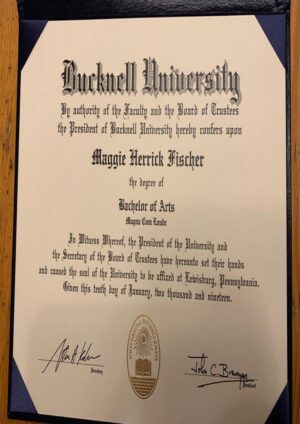 Bucknell University
By authority of the Faculty and the Board of Trustees
the President of Bucknell University hereby confers upon
Maggie Herrick Fischer
the degree of
Bachelor of Arts
Magna Cum Laude
In Witness Whereof, the President of the University and
the Secretary of the Board of Trustees have hereunto set their hands
and caused the seal of the University to be affixed at Lewisburg, Pennsylvania.
Given this tenth day of January, two thousand and nineteen.
John C. Bravman
Secretary
President